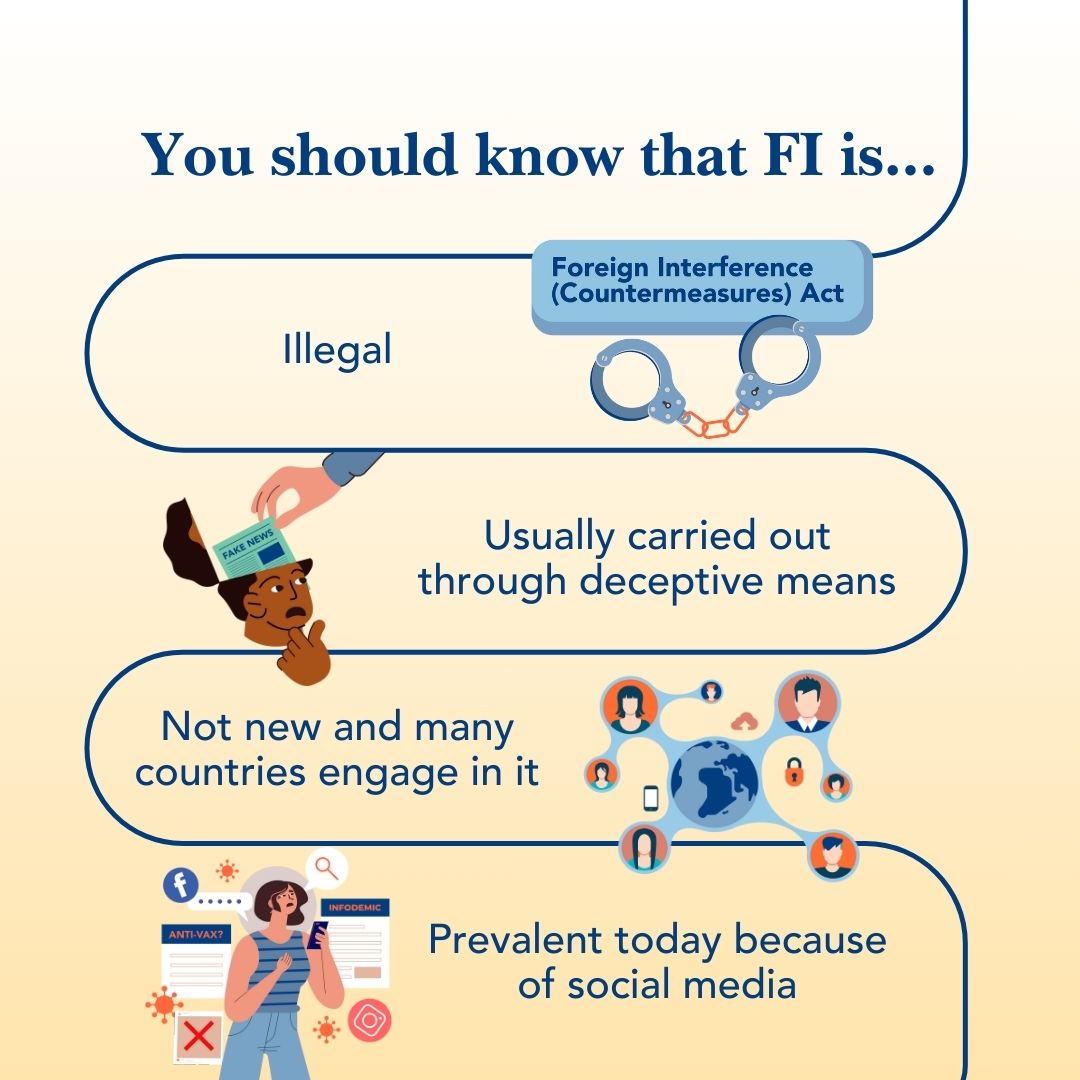 You should know that FI is...
Foreign Interference
(Countermeasures) Act
Illegal
FAKE NEWS
Usually carried out
through deceptive means
Not new and many
countries engage in it
INFODEMIC
ANTI-VAX?
Prevalent today because
of social media